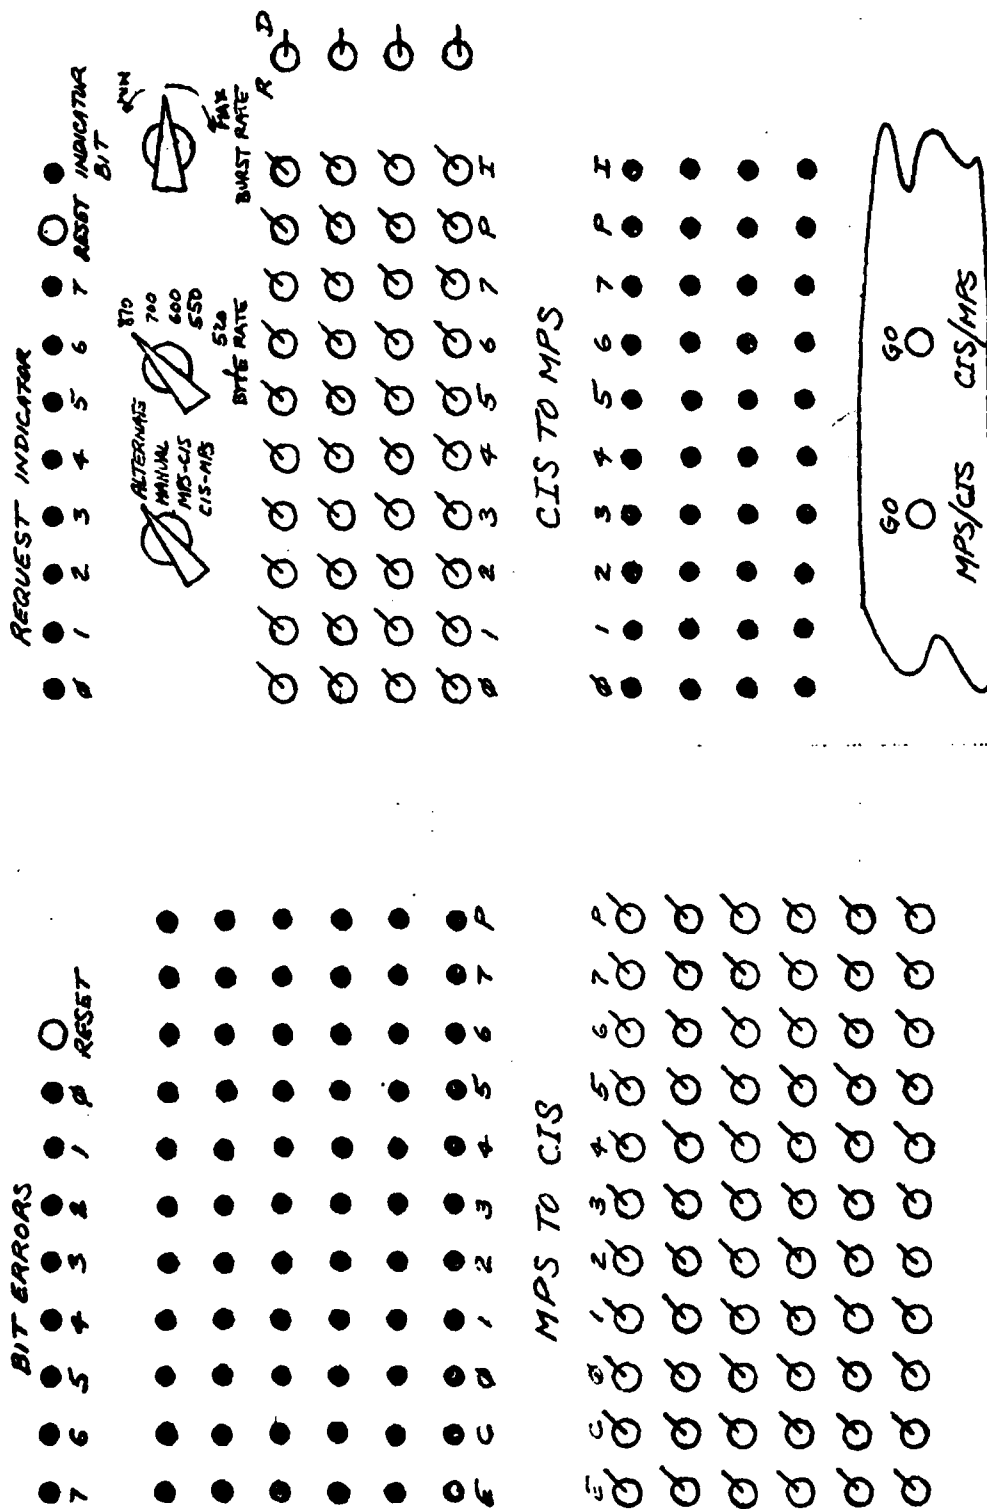 BIT ERRORS
7 6 5 4 3 2 1 Ø RESET
E C Ø 1 2 3 4 5 6 7 P
MPS TO CIS
E C Ø 1 2 3 4 5 6 7 P
REQUEST INDICATOR
Ø 1 2 3 4 5 6 7 RESET INDICATOR
BIT
ALTERNATE
MANUAL
MPS-CIS
CIS-MPS
870
700
600
550
520
BYTE RATE
MIN
MAX
BURST RATE
R D
Ø 1 2 3 4 5 6 7 P I
CIS TO MPS
Ø 1 2 3 4 5 6 7 P I
GO GO
MPS/CIS CIS/MPS